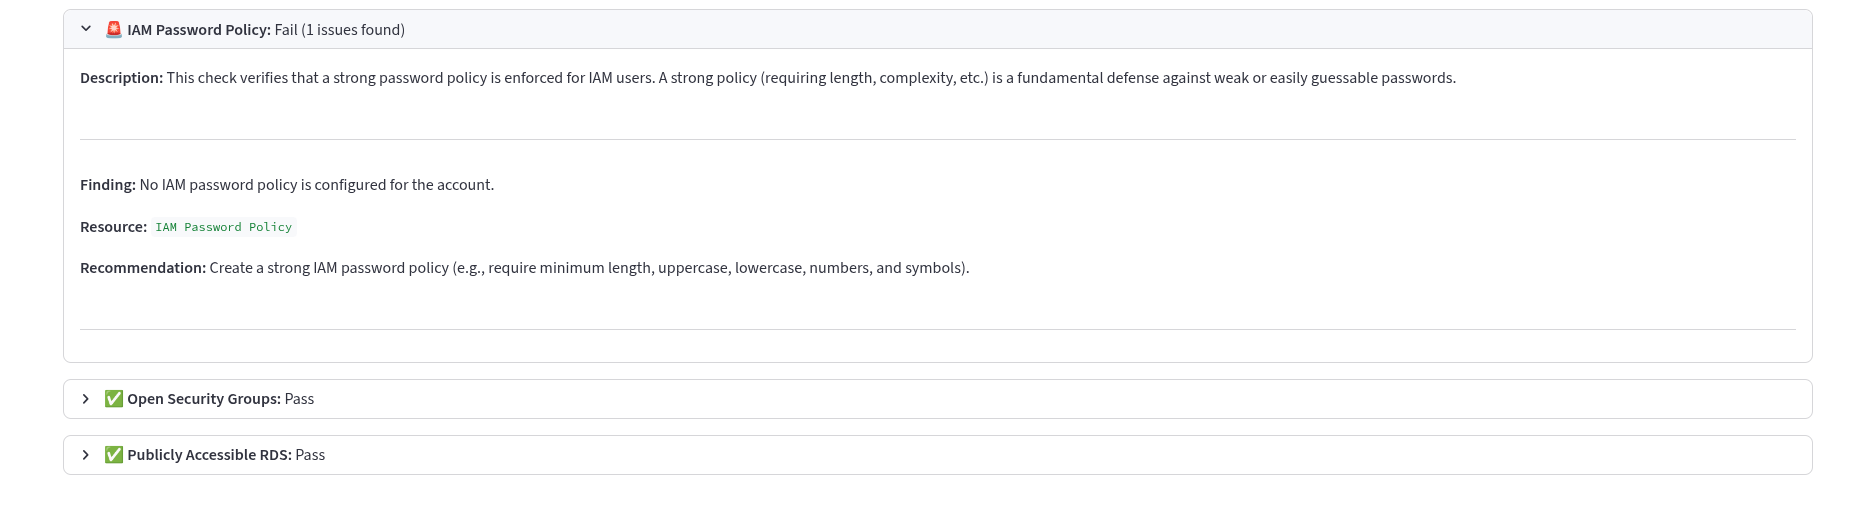 🚨 IAM Password Policy: Fail (1 issues found)
Description: This check verifies that a strong password policy is enforced for IAM users. A strong policy (requiring length, complexity, etc.) is a fundamental defense against weak or easily guessable passwords.
Finding: No IAM password policy is configured for the account.
Resource: IAM Password Policy
Recommendation: Create a strong IAM password policy (e.g., require minimum length, uppercase, lowercase, numbers, and symbols).
✅ Open Security Groups: Pass
✅ Publicly Accessible RDS: Pass